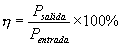 η = P_salida / P_entrada × 100%